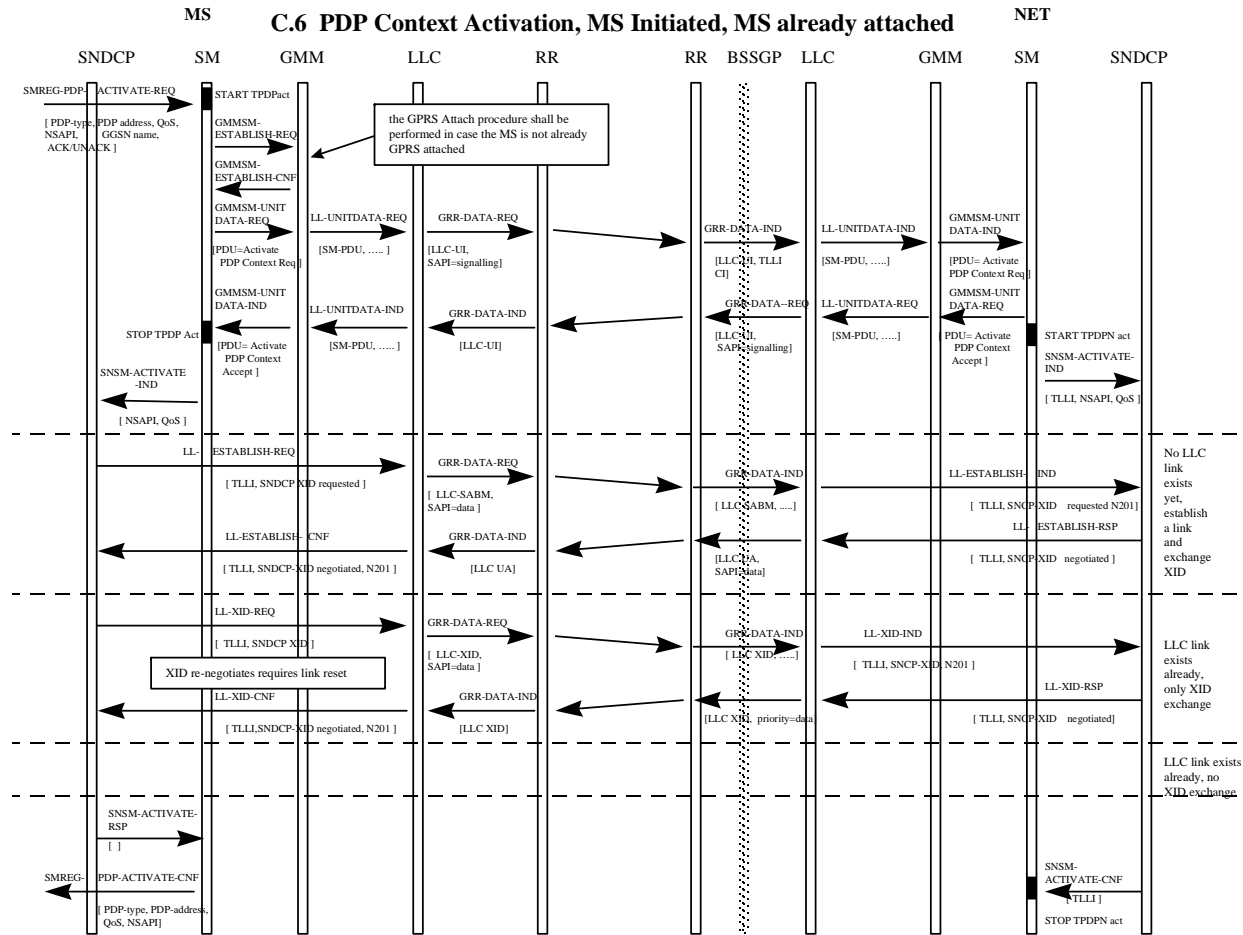 MS
C.6 PDP Context Activation, MS Initiated, MS already attached
NET
SNDCP SM GMM LLC RR RR BSSGP LLC GMM SM SNDCP
SMREG-PDP- ACTIVATE-REQ
START TPDPact
[ PDP-type, PDP address, QoS,
NSAPI, GGSN name,
ACK/UNACK ]
GMMSM-
ESTABLISH-REQ
the GPRS Attach procedure shall be
performed in case the MS is not already
GPRS attached
GMMSM-
ESTABLISH-CNF
GMMSM-UNIT
DATA-REQ
LL-UNITDATA-REQ
GRR-DATA-REQ
GRR-DATA-IND
LL-UNITDATA-IND
GMMSM-UNIT
DATA-IND
[PDU=Activate
PDP Context Req ]
[SM-PDU, ….. ]
[LLC-UI,
SAPI=signalling]
[LLC-UI, TLLI
CI]
[SM-PDU, …..]
[PDU= Activate
PDP Context Req ]
GMMSM-UNIT
DATA-IND
LL-UNITDATA-IND
GRR-DATA-IND
GRR-DATA--REQ
LL-UNITDATA-REQ
GMMSM-UNIT
DATA-REQ
STOP TPDP Act
[PDU= Activate
PDP Context
Accept ]
[SM-PDU, ….. ]
[LLC-UI]
[LLC-UI,
SAPI=signalling]
[SM-PDU, …..]
[ PDU= Activate
PDP Context
Accept ]
START TPDPN act
SNSM-ACTIVATE-
IND
[ TLLI, NSAPI, QoS ]
SNSM-ACTIVATE
-IND
[ NSAPI, QoS ]
LL- ESTABLISH-REQ
GRR-DATA-REQ
GRR-DATA-IND
LL-ESTABLISH- IND
[ TLLI, SNDCP XID requested ]
[ LLC-SABM,
SAPI=data ]
[ LLC-SABM, .....]
[ TLLI, SNCP-XID requested N201]
LL-ESTABLISH- CNF
GRR-DATA-IND
LL- ESTABLISH-RSP
[ TLLI, SNDCP-XID negotiated, N201 ]
[LLC UA]
[LLC UA,
SAPI=data]
[ TLLI, SNCP-XID negotiated ]
No LLC
link
exists
yet,
establish
a link
and
exchange
XID
LL-XID-REQ
GRR-DATA-REQ
GRR-DATA-IND
LL-XID-IND
[ TLLI, SNDCP XID ]
[ LLC-XID,
SAPI=data ]
[ LLC XID, …..]
[ TLLI, SNCP-XID, N201 ]
XID re-negotiates requires link reset
LL-XID-CNF
GRR-DATA-IND
LL-XID-RSP
[ TLLI,SNDCP-XID negotiated, N201 ]
[LLC XID]
[LLC XID, priority=data]
[ TLLI, SNCP-XID negotiated]
LLC link
exists
already,
only XID
exchange
LLC link exists
already, no
XID exchange
SNSM-ACTIVATE-
RSP
[ ]
SMREG- PDP-ACTIVATE-CNF
[ PDP-type, PDP-address,
QoS, NSAPI]
SNSM-
ACTIVATE-CNF
[ TLLI ]
STOP TPDPN act